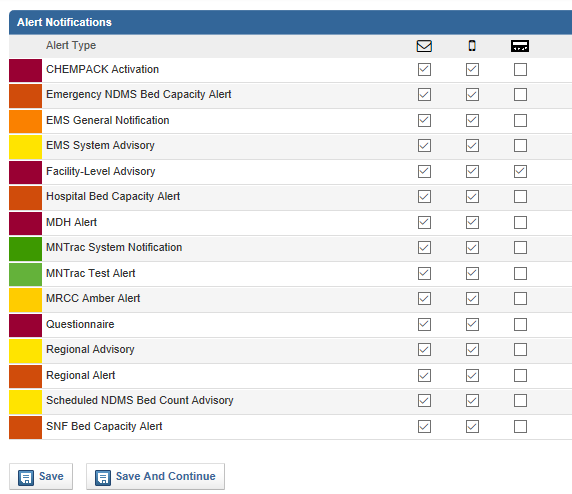 Alert Notifications
Alert Type
CHEMPACK Activation
Emergency NDMS Bed Capacity Alert
EMS General Notification
EMS System Advisory
Facility-Level Advisory
Hospital Bed Capacity Alert
MDH Alert
MNTrac System Notification
MNTrac Test Alert
MRCC Amber Alert
Questionnaire
Regional Advisory
Regional Alert
Scheduled NDMS Bed Count Advisory
SNF Bed Capacity Alert
Save Save And Continue